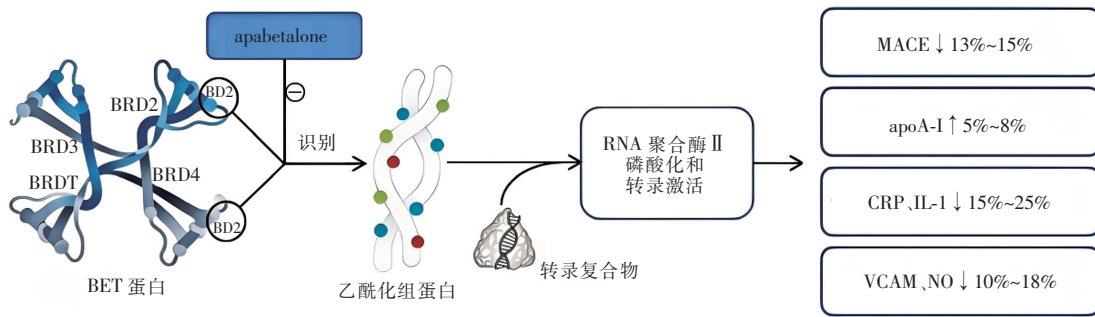 apabetalone
BD2
BRD2
BRD3
BRDT
BRD4
BD2
BET 蛋白
识别
乙酰化组蛋白
转录复合物
RNA 聚合酶Ⅱ
磷酸化和
转录激活
MACE↓13%~15%
apoA-I↑5%~8%
CRP、IL-1↓15%~25%
VCAM、NO↓10%~18%